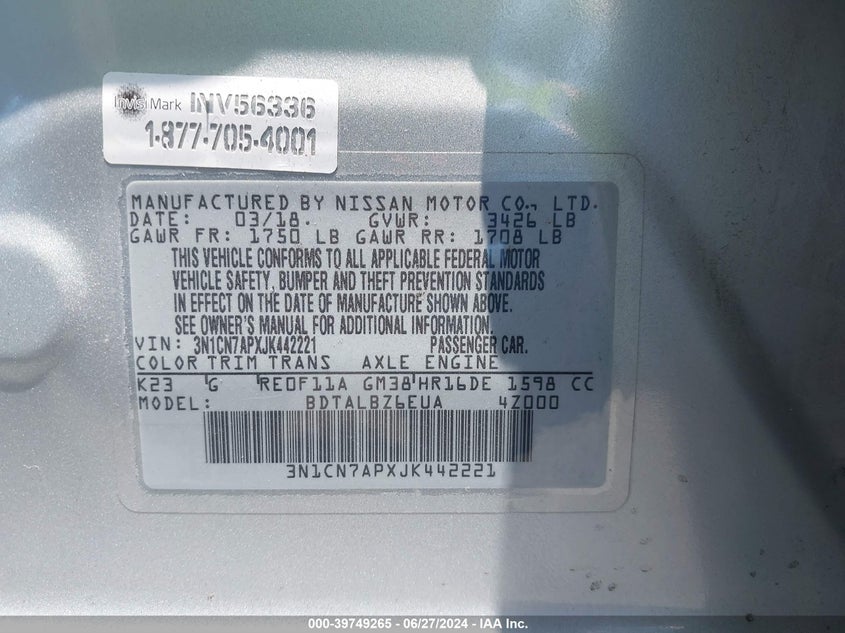 InvisiMark INV56336
1-877-705-4001
MANUFACTURED BY NISSAN MOTOR CO., LTD.
DATE: 03/18. GVWR: 3426 LB
GAWR FR: 1750 LB GAWR RR: 1708 LB
THIS VEHICLE CONFORMS TO ALL APPLICABLE FEDERAL MOTOR
VEHICLE SAFETY, BUMPER AND THEFT PREVENTION STANDARDS
IN EFFECT ON THE DATE OF MANUFACTURE SHOWN ABOVE.
SEE OWNER'S MANUAL FOR ADDITIONAL INFORMATION.
VIN: 3N1CN7APXJK442221 PASSENGER CAR.
COLOR TRIM TRANS AXLE ENGINE
K23 G RE0F11A GM38 HR16DE 1598 CC
MODEL: BDTALBZ6EUA 4Z000
3N1CN7APXJK442221
000-39749265 - 06/27/2024 - IAA Inc.